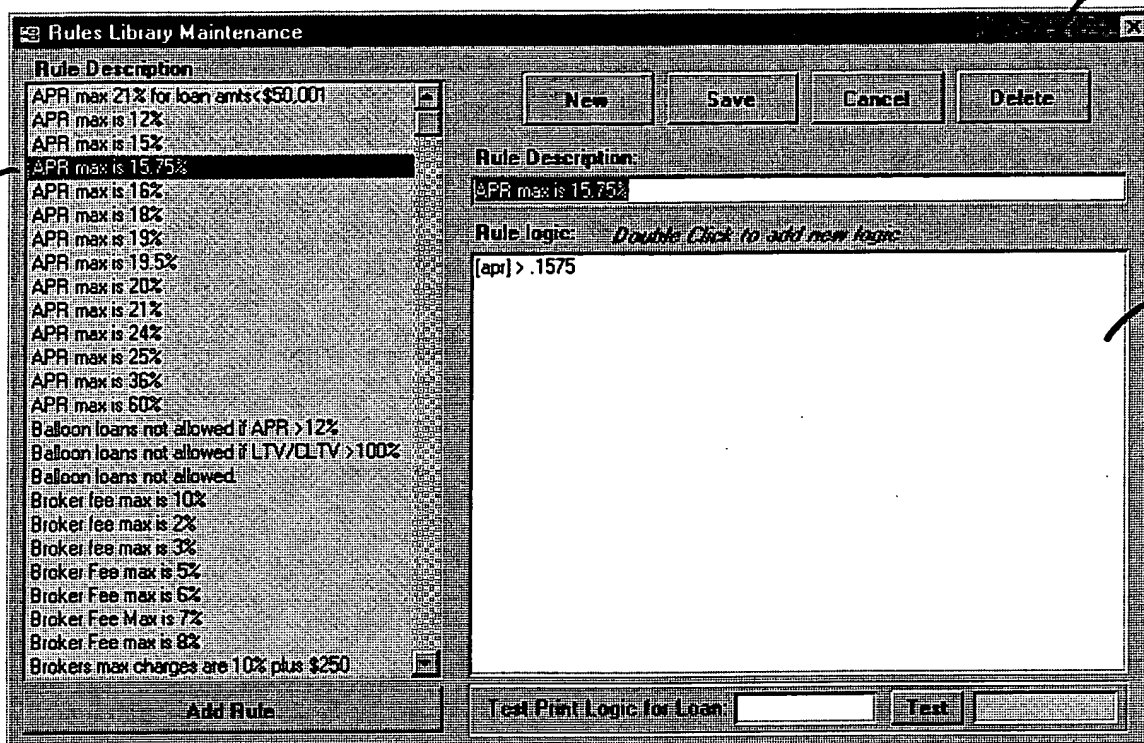 Rules Library Maintenance
Rule Description
APR max 21% for loan amts<$50,001
APR max is 12%
APR max is 15%
APR max is 15.75%
APR max is 16%
APR max is 18%
APR max is 19%
APR max is 19.5%
APR max is 20%
APR max is 21%
APR max is 24%
APR max is 25%
APR max is 36%
APR max is 60%
Balloon loans not allowed if APR >12%
Balloon loans not allowed if LTV/CLTV >100%
Balloon loans not allowed.
Broker fee max is 10%
Broker fee max is 2%
Broker fee max is 3%
Broker Fee max is 5%
Broker Fee max is 6%
Broker Fee Max is 7%
Broker Fee max is 8%
Brokers max charges are 10% plus $250
Add Rule
New Save Cancel Delete
Rule Description:
APR max is 15.75%
Rule logic: Double Click to add new logic
[apr] > .1575
Test Print Logic for Loan: Test